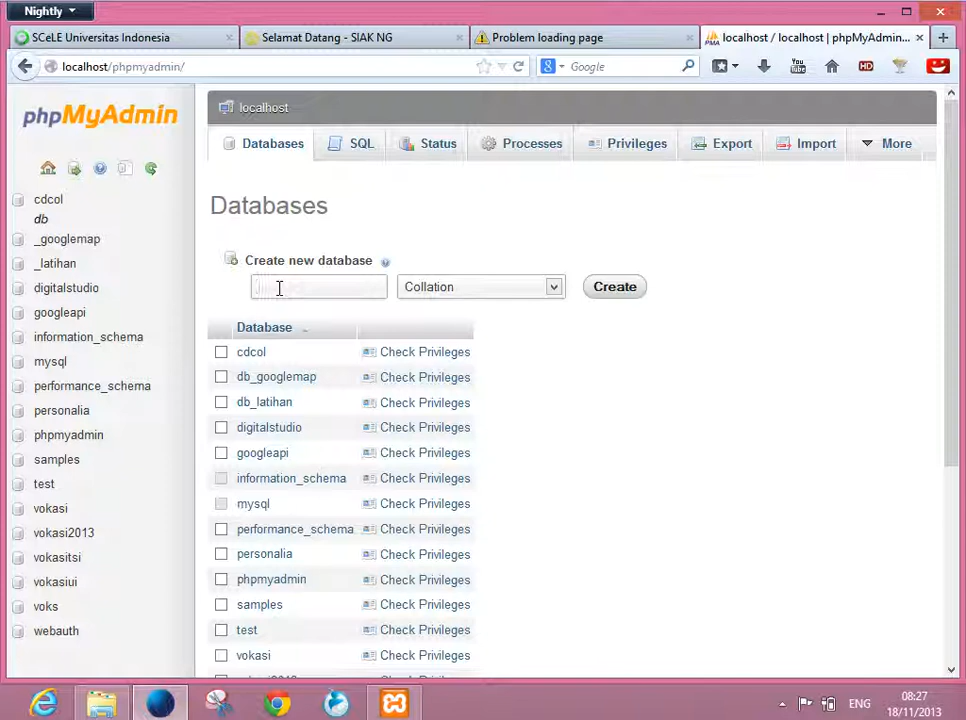 Nightly
SCeLE Universitas Indonesia
Selamat Datang - SIAK NG
Problem loading page
localhost / localhost | phpMyAdmin...
localhost/phpmyadmin/
Google
You Tube
HD
phpMyAdmin
cdcol
db
_googlemap
_latihan
digitalstudio
googleapi
information_schema
mysql
performance_schema
personalia
phpmyadmin
samples
test
vokasi
vokasi2013
vokasitsi
vokasiui
voks
webauth
localhost
Databases SQL Status Processes Privileges Export Import More
Databases
Create new database
Collation Create
Database
cdcol Check Privileges
db_googlemap Check Privileges
db_latihan Check Privileges
digitalstudio Check Privileges
googleapi Check Privileges
information_schema Check Privileges
mysql Check Privileges
performance_schema Check Privileges
personalia Check Privileges
phpmyadmin Check Privileges
samples Check Privileges
test Check Privileges
vokasi Check Privileges
ENG
08:27
18/11/2013